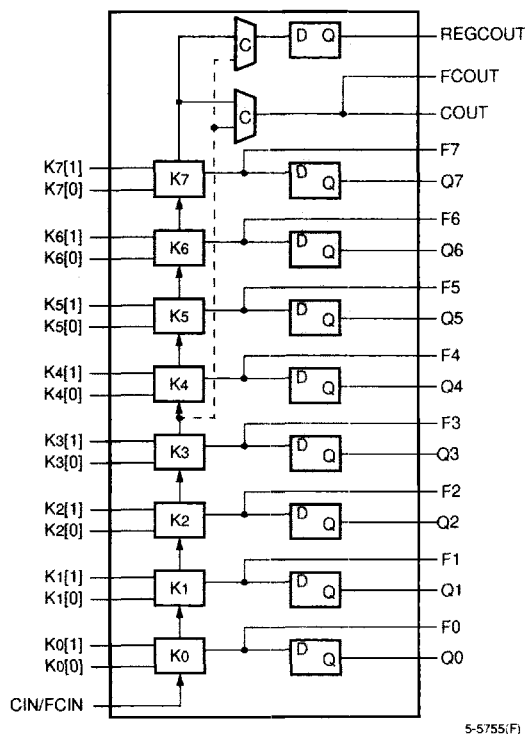 C D Q REGCOUT
FCOUT
C COUT
F7
K7[1]
K7[0] K7 D Q Q7
F6
K6[1]
K6[0] K6 D Q Q6
F5
K5[1]
K5[0] K5 D Q Q5
F4
K4[1]
K4[0] K4 D Q Q4
F3
K3[1]
K3[0] K3 D Q Q3
F2
K2[1]
K2[0] K2 D Q Q2
F1
K1[1]
K1[0] K1 D Q Q1
F0
K0[1]
K0[0] K0 D Q Q0
CIN/FCIN
5-5755(F)